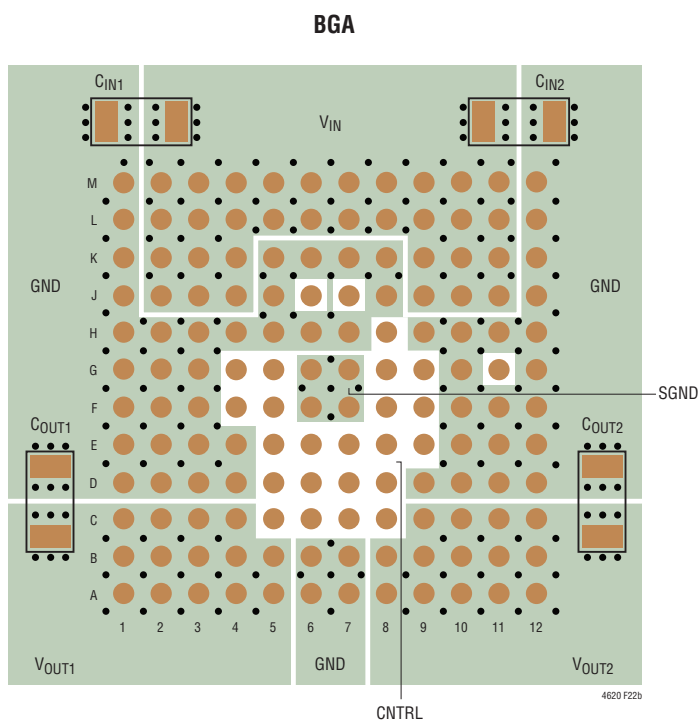 BGA
CIN1
CIN2
VIN
M
L
K
GND
J
GND
H
G
SGND
F
COUT1
COUT2
E
D
C
B
A
1 2 3 4 5 6 7 8 9 10 11 12
VOUT1
GND
VOUT2
4620 F22b
CNTRL